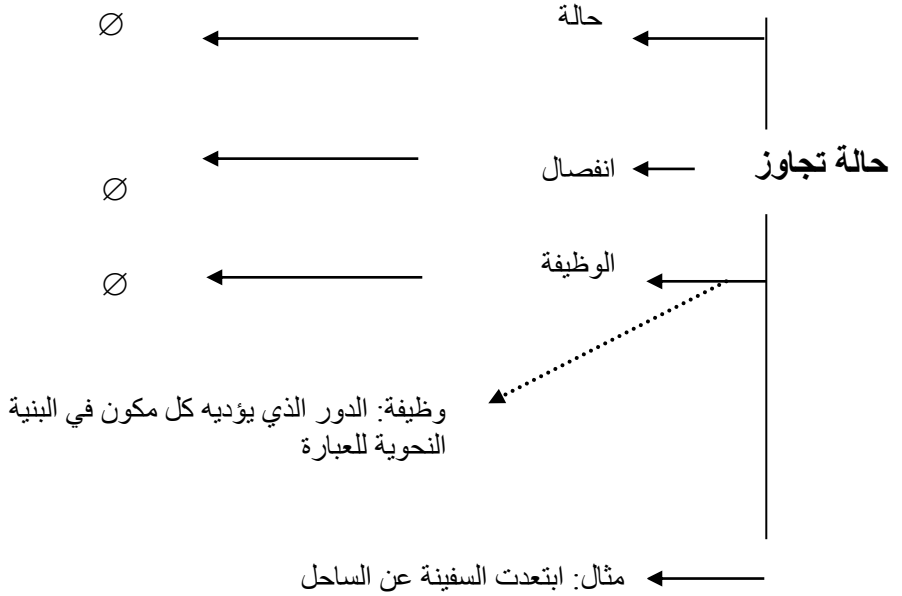 حالة ∅
حالة تجاوز
انفصال ∅
الوظيفة ∅
وظيفة: الدور الذي يؤديه كل مكون في البنية
النحوية للعبارة
مثال: ابتعدت السفينة عن الساحل